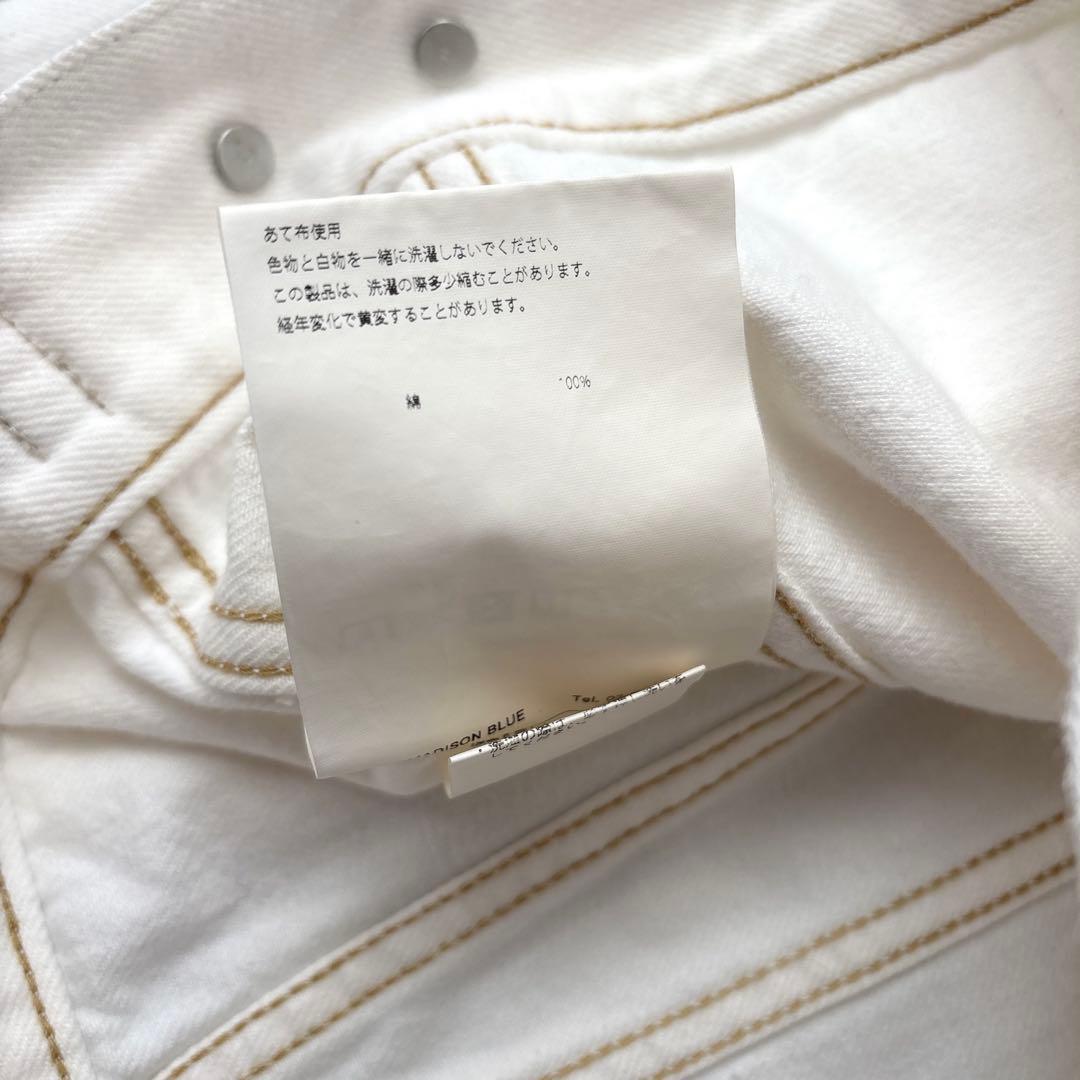 あて布使用
色物と白物を一緒に洗濯しないでください。
この製品は、洗濯の際多少縮むことがあります。
経年変化で黄変することがあります。
綿 100%
MADISON BLUE
TEL